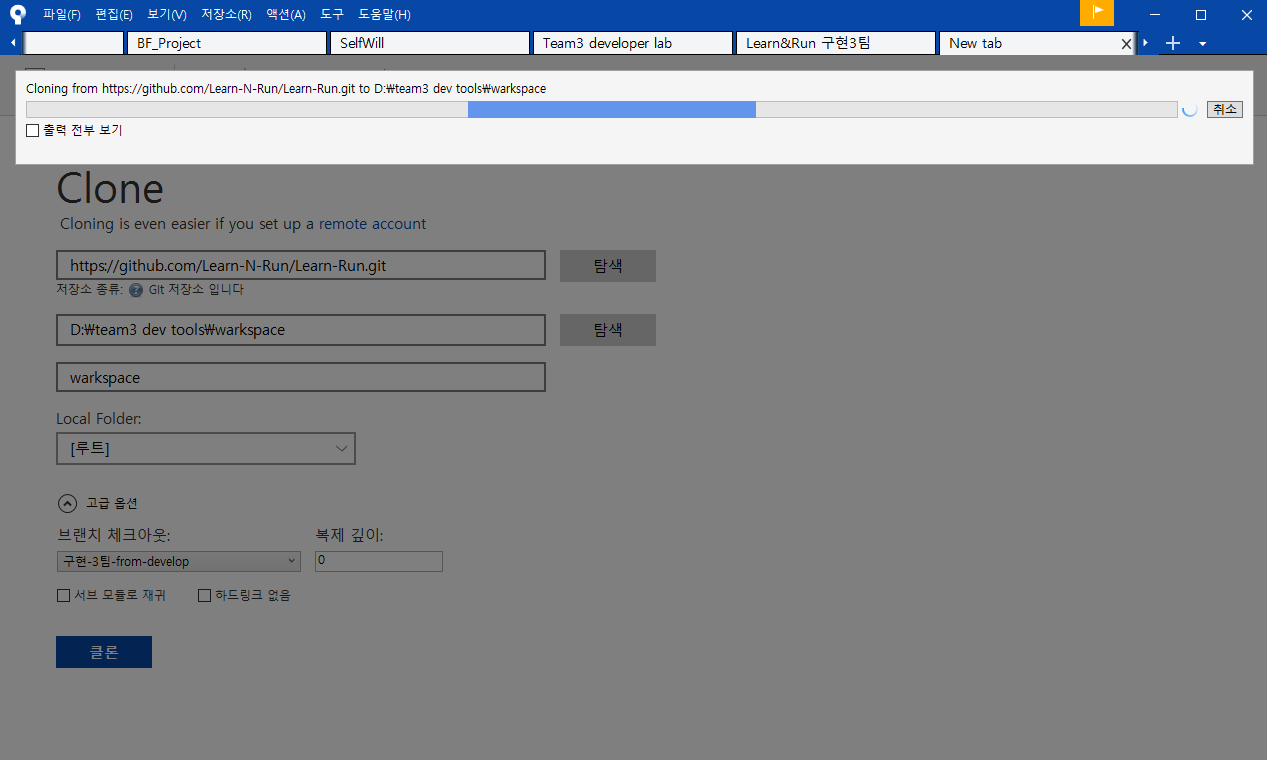 파일(F) 편집(E) 보기(V) 저장소(R) 액션(A) 도구 도움말(H)
BF_Project SelfWill Team3 developer lab Learn&Run 구현3팀 New tab
Cloning from https://github.com/Learn-N-Run/Learn-Run.git to D:₩team3 dev tools₩warkspace
취소
출력 전부 보기
Clone
Cloning is even easier if you set up a remote account
https://github.com/Learn-N-Run/Learn-Run.git 탐색
저장소 종류: Git 저장소 입니다
D:₩team3 dev tools₩warkspace 탐색
warkspace
Local Folder:
[루트]
고급 옵션
브랜치 체크아웃: 복제 깊이:
구현-3팀-from-develop 0
서브 모듈로 재귀 하드링크 없음
클론